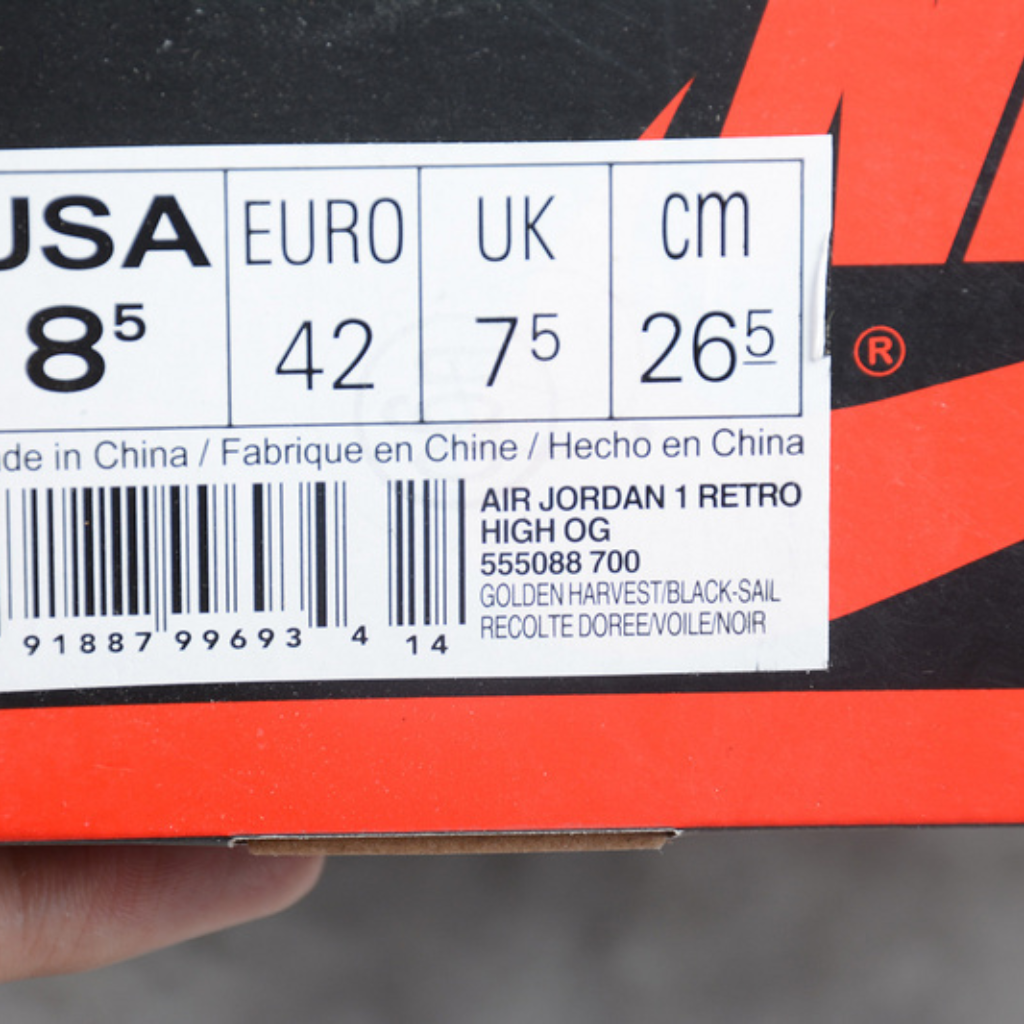 USA EURO UK cm
8⁵ 42 7⁵ 26⁵
de in China / Fabrique en Chine / Hecho en China
AIR JORDAN 1 RETRO
HIGH OG
555088 700
GOLDEN HARVEST/BLACK-SAIL
RECOLTE DOREE/VOILE/NOIR
91887 99693 4 14
®